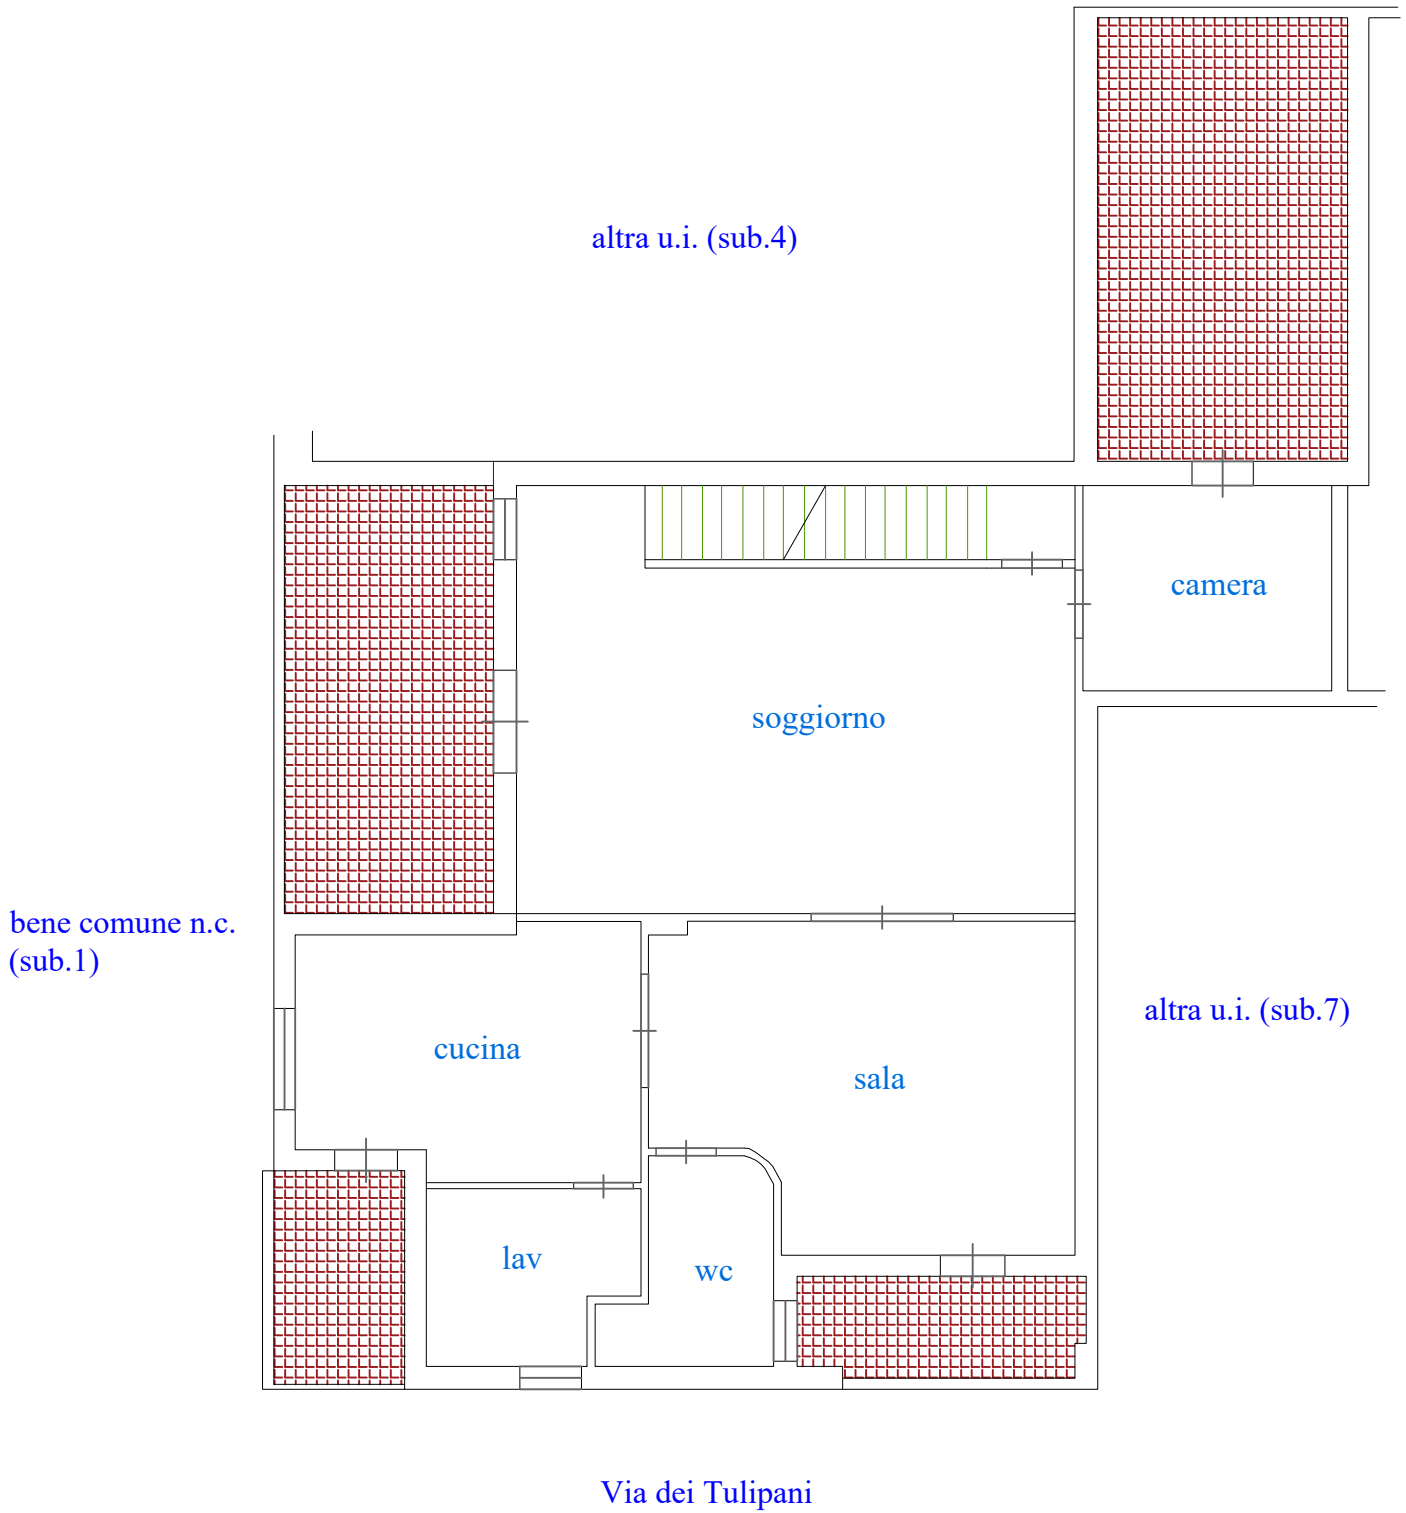 altra u.i. (sub.4)
camera
soggiorno
bene comune n.c.
(sub.1)
altra u.i. (sub.7)
cucina
sala
lav
wc
Via dei Tulipani